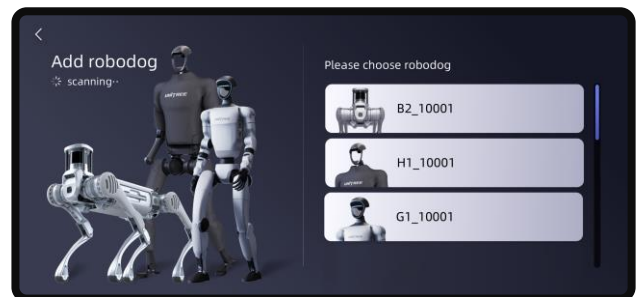 Add robodog
scanning··
Please choose robodog
B2_10001
H1_10001
G1_10001